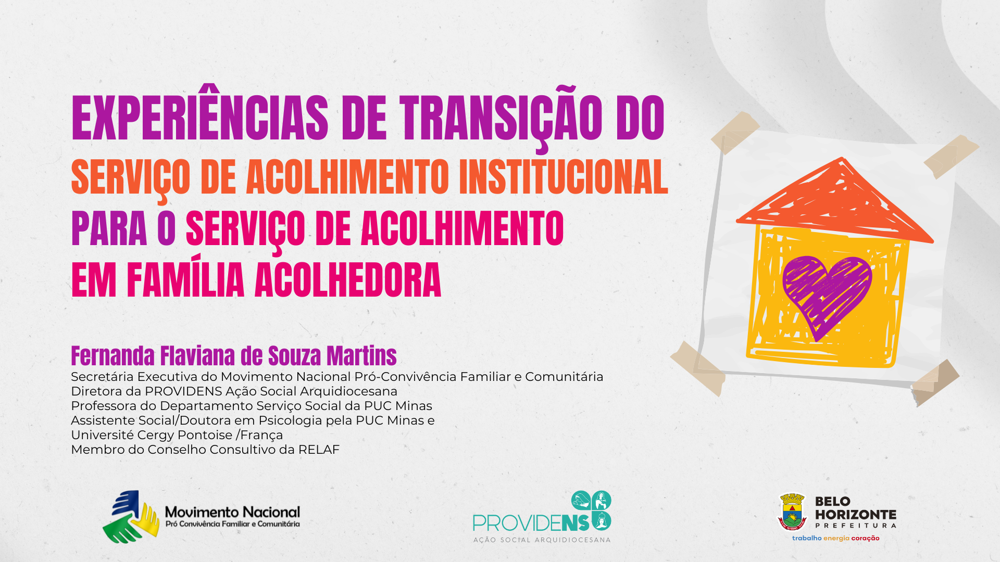 EXPERIÊNCIAS DE TRANSIÇÃO DO
SERVIÇO DE ACOLHIMENTO INSTITUCIONAL
PARA O SERVIÇO DE ACOLHIMENTO
EM FAMÍLIA ACOLHEDORA
Fernanda Flaviana de Souza Martins
Secretária Executiva do Movimento Nacional Pró-Convivência Familiar e Comunitária
Diretora da PROVIDENS Ação Social Arquidiocesana
Professora do Departamento Serviço Social da PUC Minas
Assistente Social/Doutora em Psicologia pela PUC Minas e
Université Cergy Pontoise /França
Membro do Conselho Consultivo da RELAF
Movimento Nacional
Pró Convivência Familiar e Comunitária
PROVIDENS
AÇÃO SOCIAL ARQUIDIOCESANA
BELO
HORIZONTE
PREFEITURA
trabalho energia coração